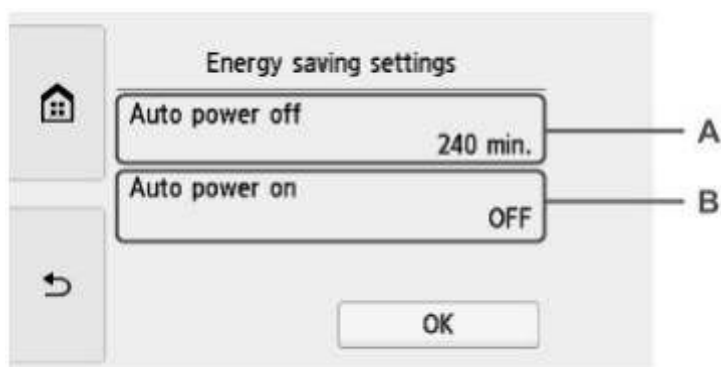 Energy saving settings
Auto power off
240 min.
A
Auto power on
OFF
B
OK